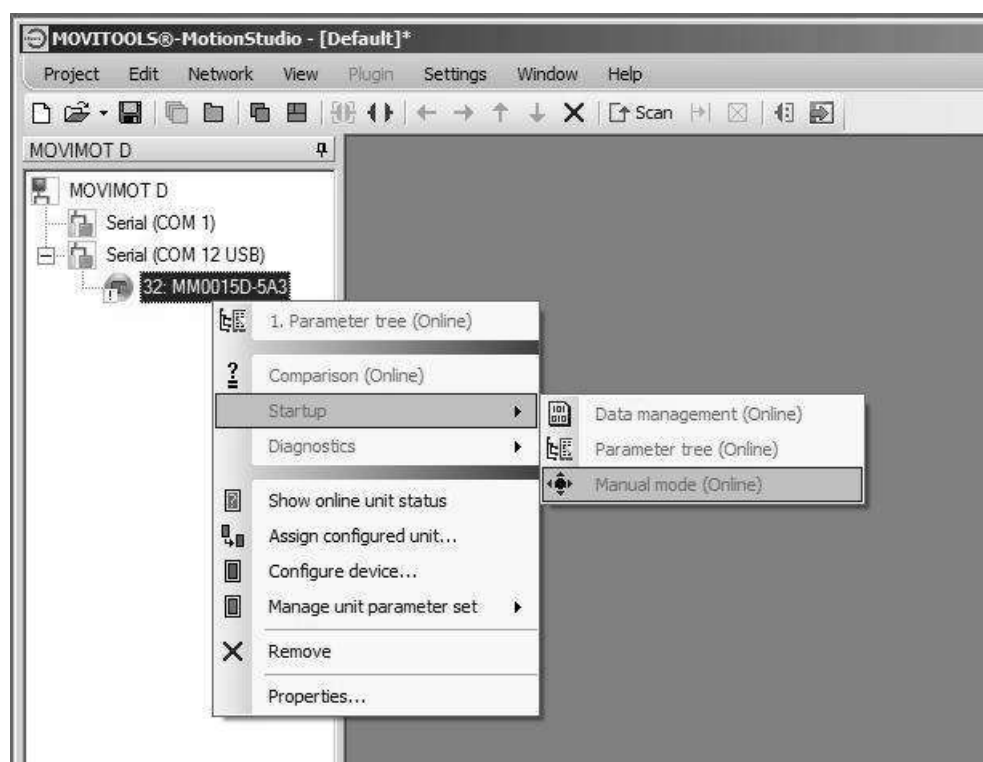 MOVITOOLS®-MotionStudio - [Default]*
Project Edit Network View Plugin Settings Window Help
Scan
MOVIMOT D
MOVIMOT D
Serial (COM 1)
Serial (COM 12 USB)
32: MM0015D-5A3
1. Parameter tree (Online)
Comparison (Online)
Startup
Diagnostics
Data management (Online)
Parameter tree (Online)
Manual mode (Online)
Show online unit status
Assign configured unit...
Configure device...
Manage unit parameter set
Remove
Properties...